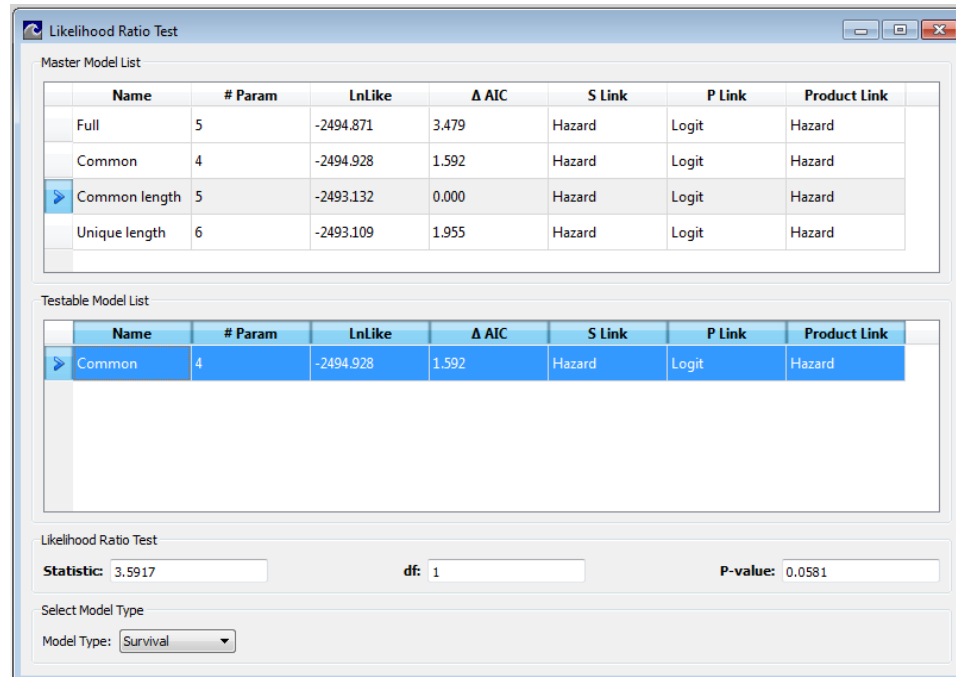 Likelihood Ratio Test
Master Model List
Name # Param LnLike Δ AIC S Link P Link Product Link
Full 5 -2494.871 3.479 Hazard Logit Hazard
Common 4 -2494.928 1.592 Hazard Logit Hazard
Common length 5 -2493.132 0.000 Hazard Logit Hazard
Unique length 6 -2493.109 1.955 Hazard Logit Hazard
Testable Model List
Name # Param LnLike Δ AIC S Link P Link Product Link
Common 4 -2494.928 1.592 Hazard Logit Hazard
Likelihood Ratio Test
Statistic: 3.5917 df: 1 P-value: 0.0581
Select Model Type
Model Type: Survival